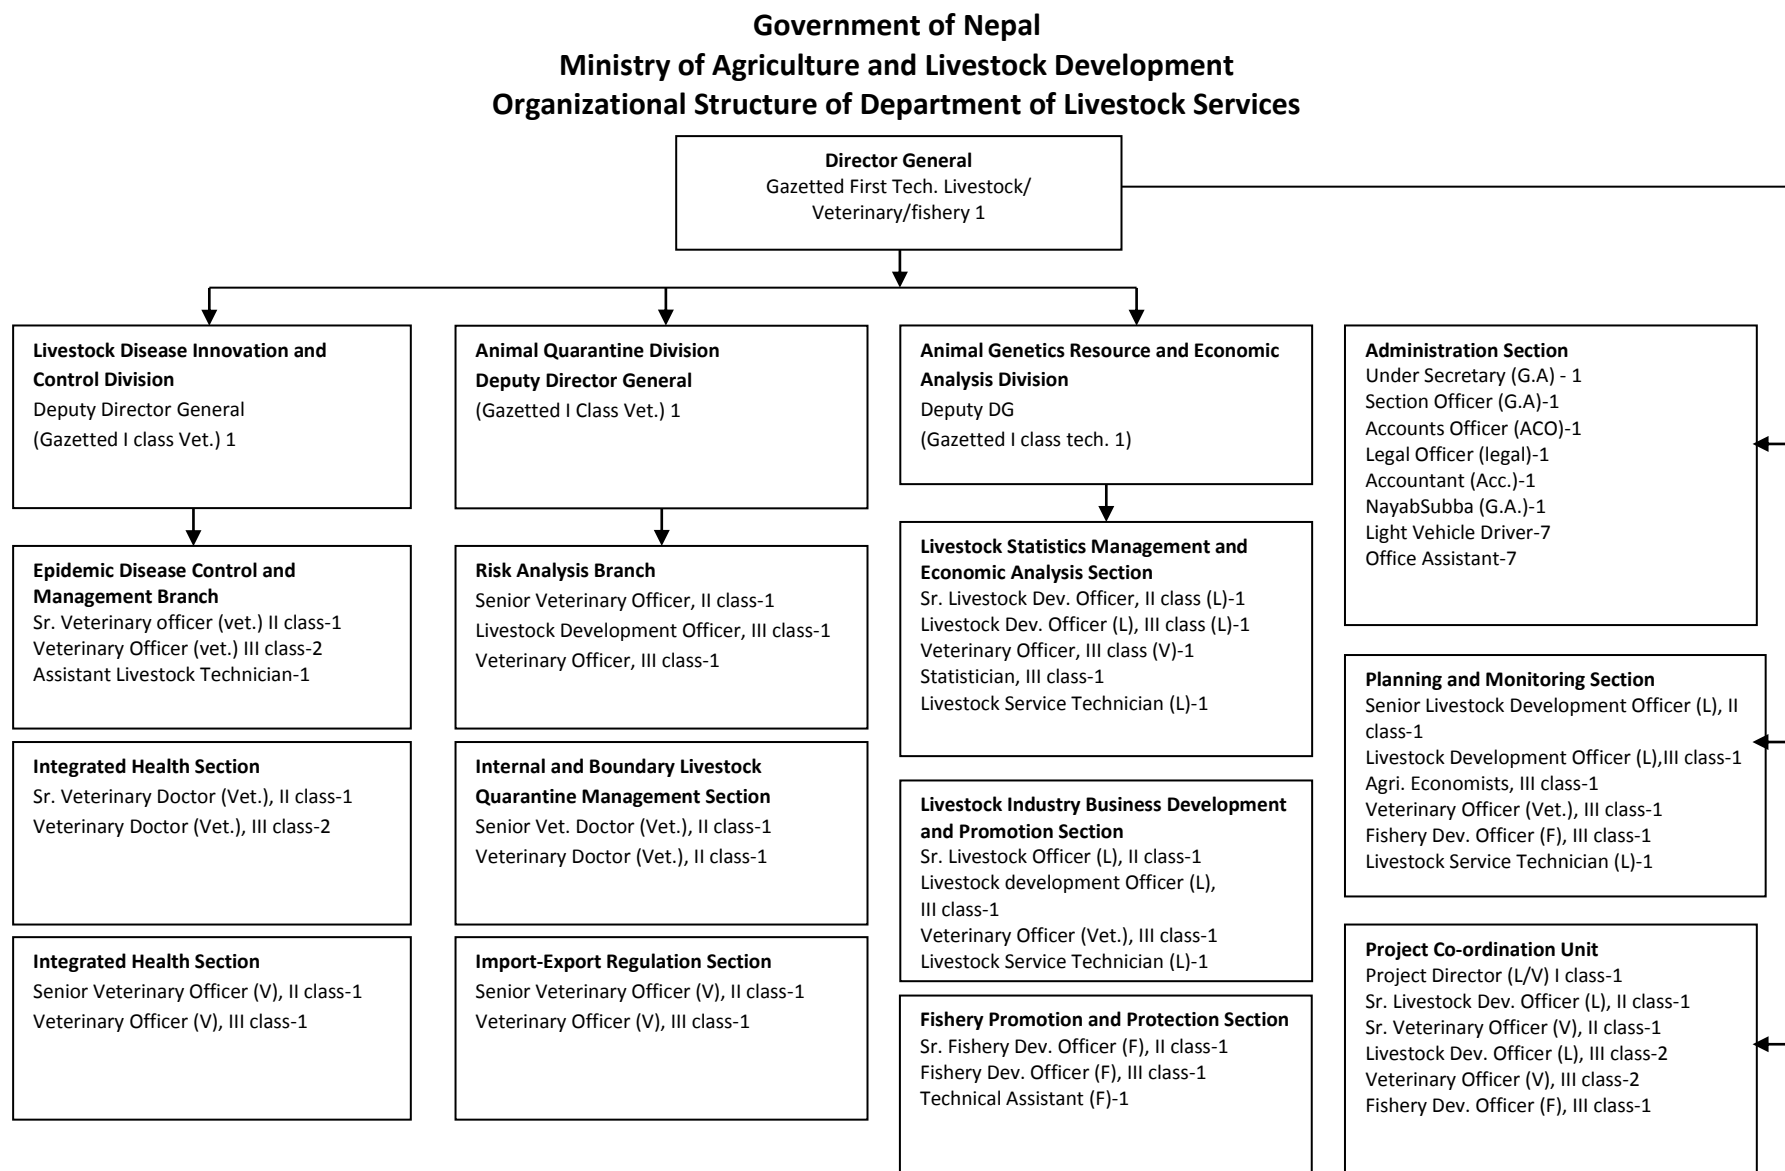 Government of Nepal
Ministry of Agriculture and Livestock Development
Organizational Structure of Department of Livestock Services
Director General
Gazetted First Tech. Livestock/
Veterinary/fishery 1
Livestock Disease Innovation and
Control Division
Deputy Director General
(Gazetted I class Vet.) 1
Animal Quarantine Division
Deputy Director General
(Gazetted I Class Vet.) 1
Animal Genetics Resource and Economic
Analysis Division
Deputy DG
(Gazetted I class tech. 1)
Administration Section
Under Secretary (G.A) - 1
Section Officer (G.A)-1
Accounts Officer (ACO)-1
Legal Officer (legal)-1
Accountant (Acc.)-1
NayabSubba (G.A.)-1
Light Vehicle Driver-7
Office Assistant-7
Epidemic Disease Control and
Management Branch
Sr. Veterinary officer (vet.) II class-1
Veterinary Officer (vet.) III class-2
Assistant Livestock Technician-1
Risk Analysis Branch
Senior Veterinary Officer, II class-1
Livestock Development Officer, III class-1
Veterinary Officer, III class-1
Livestock Statistics Management and
Economic Analysis Section
Sr. Livestock Dev. Officer, II class (L)-1
Livestock Dev. Officer (L), III class (L)-1
Veterinary Officer, III class (V)-1
Statistician, III class-1
Livestock Service Technician (L)-1
Planning and Monitoring Section
Senior Livestock Development Officer (L), II
class-1
Livestock Development Officer (L),III class-1
Agri. Economists, III class-1
Veterinary Officer (Vet.), III class-1
Fishery Dev. Officer (F), III class-1
Livestock Service Technician (L)-1
Integrated Health Section
Sr. Veterinary Doctor (Vet.), II class-1
Veterinary Doctor (Vet.), III class-2
Internal and Boundary Livestock
Quarantine Management Section
Senior Vet. Doctor (Vet.), II class-1
Veterinary Doctor (Vet.), II class-1
Livestock Industry Business Development
and Promotion Section
Sr. Livestock Officer (L), II class-1
Livestock development Officer (L),
III class-1
Veterinary Officer (Vet.), III class-1
Livestock Service Technician (L)-1
Integrated Health Section
Senior Veterinary Officer (V), II class-1
Veterinary Officer (V), III class-1
Import-Export Regulation Section
Senior Veterinary Officer (V), II class-1
Veterinary Officer (V), III class-1
Fishery Promotion and Protection Section
Sr. Fishery Dev. Officer (F), II class-1
Fishery Dev. Officer (F), III class-1
Technical Assistant (F)-1
Project Co-ordination Unit
Project Director (L/V) I class-1
Sr. Livestock Dev. Officer (L), II class-1
Sr. Veterinary Officer (V), II class-1
Livestock Dev. Officer (L), III class-2
Veterinary Officer (V), III class-2
Fishery Dev. Officer (F), III class-1